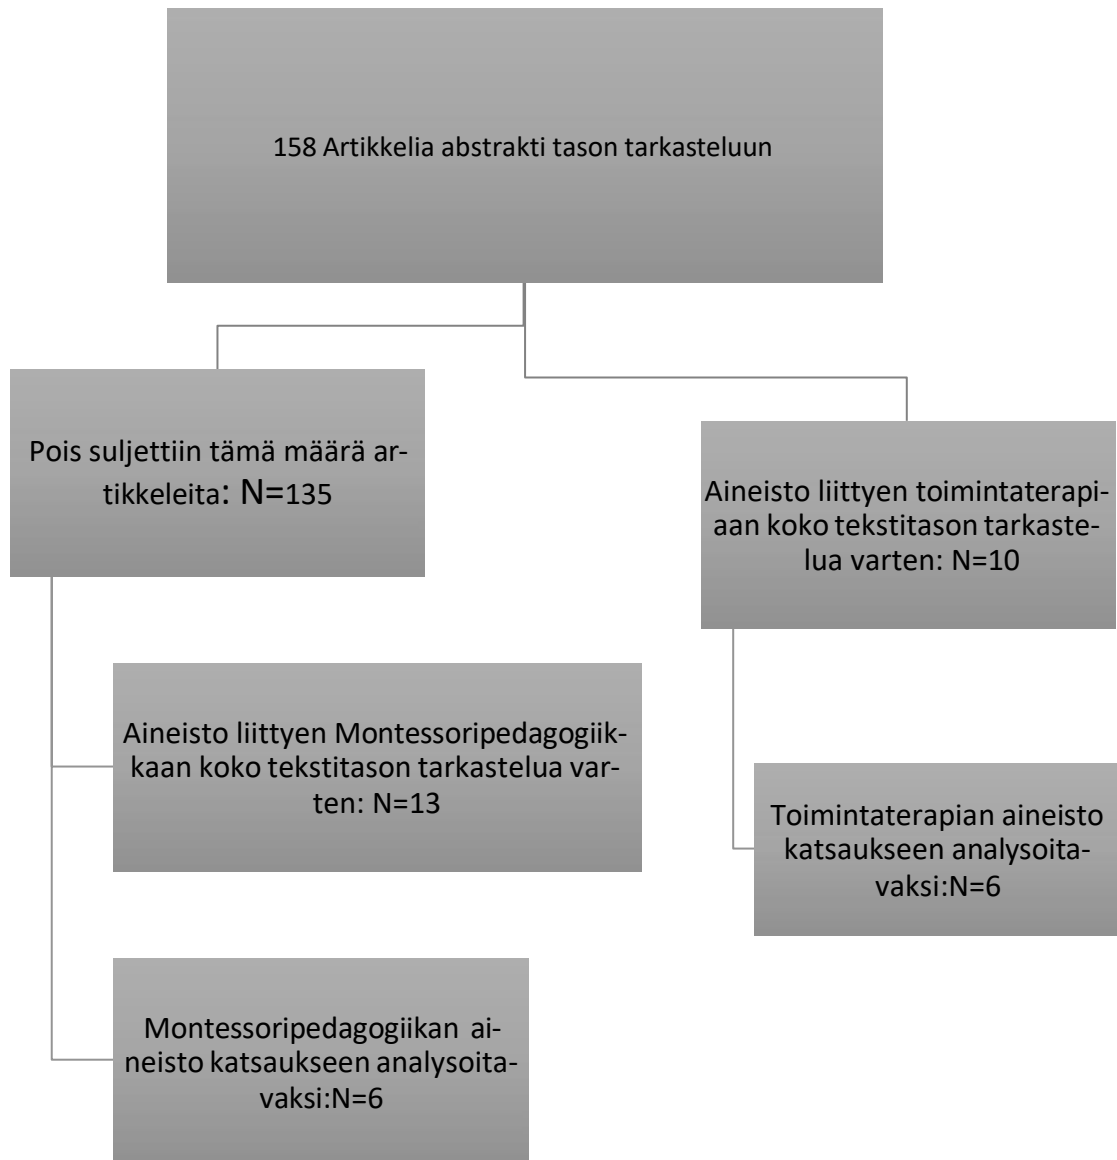 158 Artikkelia abstrakti tason tarkasteluun
Pois suljettiin tämä määrä ar-
tikkeleita: N=135
Aineisto liittyen toimintaterapi-
aan koko tekstitason tarkaste-
lua varten: N=10
Aineisto liittyen Montessoripedagogiik-
kaan koko tekstitason tarkastelua var-
ten: N=13
Toimintaterapian aineisto
katsaukseen analysoita-
vaksi:N=6
Montessoripedagogiikan ai-
neisto katsaukseen analysoita-
vaksi:N=6